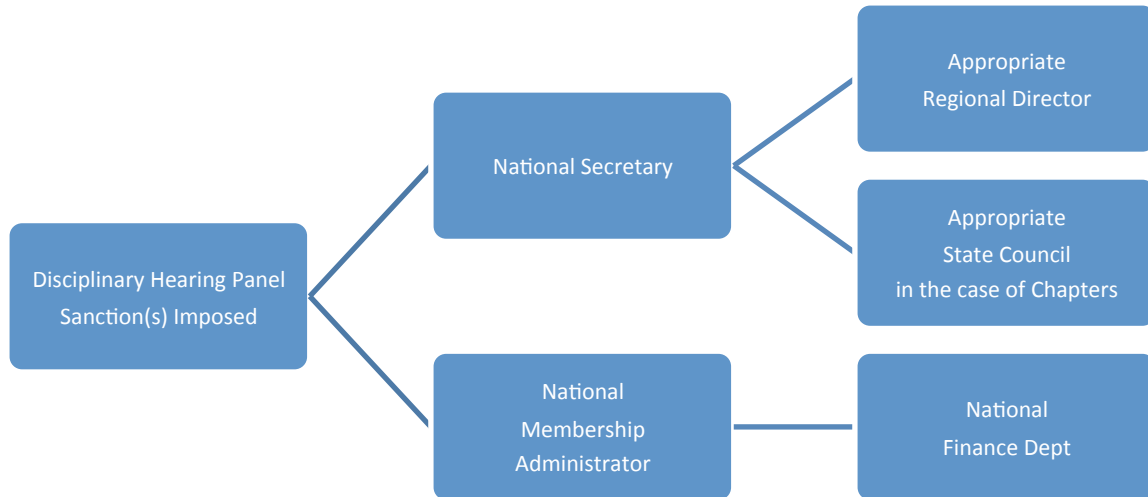 Disciplinary Hearing Panel
Sanction(s) Imposed
National Secretary
Appropriate
Regional Director
Appropriate
State Council
in the case of Chapters
National
Membership
Administrator
National
Finance Dept